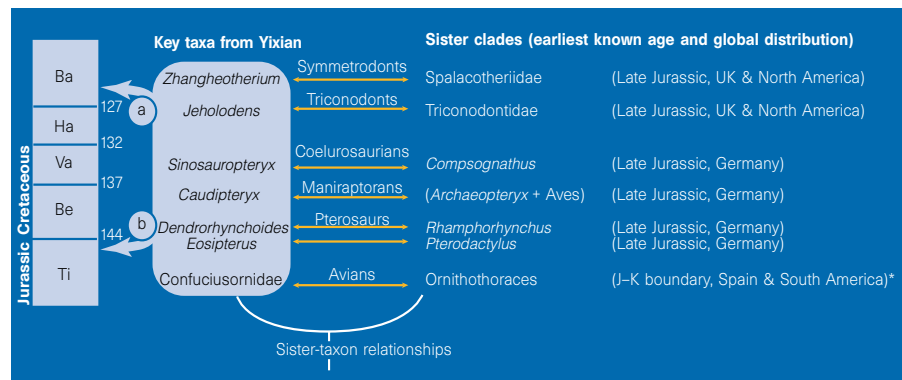 Key taxa from Yixian
Sister clades (earliest known age and global distribution)
Jurassic Cretaceous
Ba
127
Ha
132
Va
137
Be
144
Ti
a
b
Zhangheotherium Symmetrodonts Spalacotheriidae (Late Jurassic, UK & North America)
Jeholodens Triconodonts Triconodontidae (Late Jurassic, UK & North America)
Sinosauropteryx Coelurosaurians Compsognathus (Late Jurassic, Germany)
Caudipteryx Maniraptorans (Archaeopteryx + Aves) (Late Jurassic, Germany)
Dendrorhynchoides Pterosaurs Rhamphorhynchus (Late Jurassic, Germany)
Eosipterus Pterodactylus (Late Jurassic, Germany)
Confuciusornidae Avians Ornithothoraces (J–K boundary, Spain & South America)*
Sister-taxon relationships